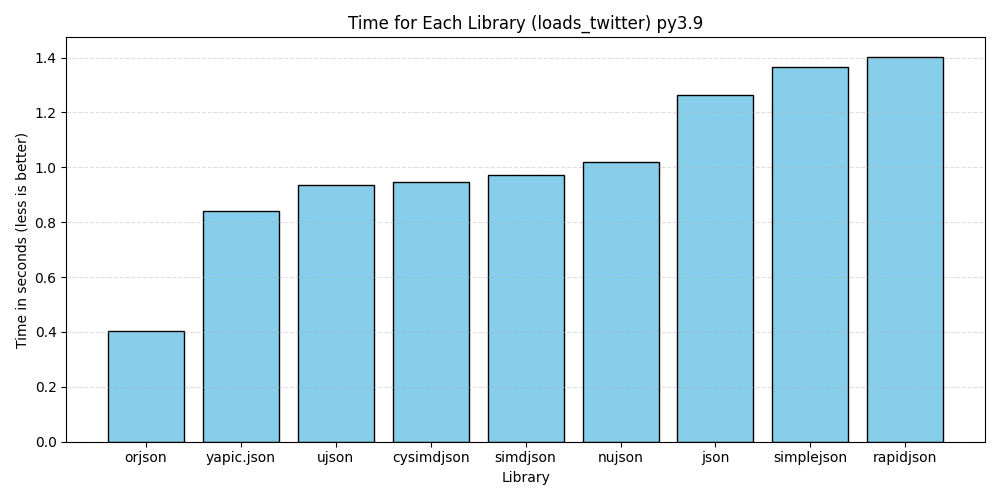 Time for Each Library (loads_twitter) py3.9
Time in seconds (less is better)
1.4
1.2
1.0
0.8
0.6
0.4
0.2
0.0
orjson yapic.json ujson cysimdjson simdjson nujson json simplejson rapidjson
Library